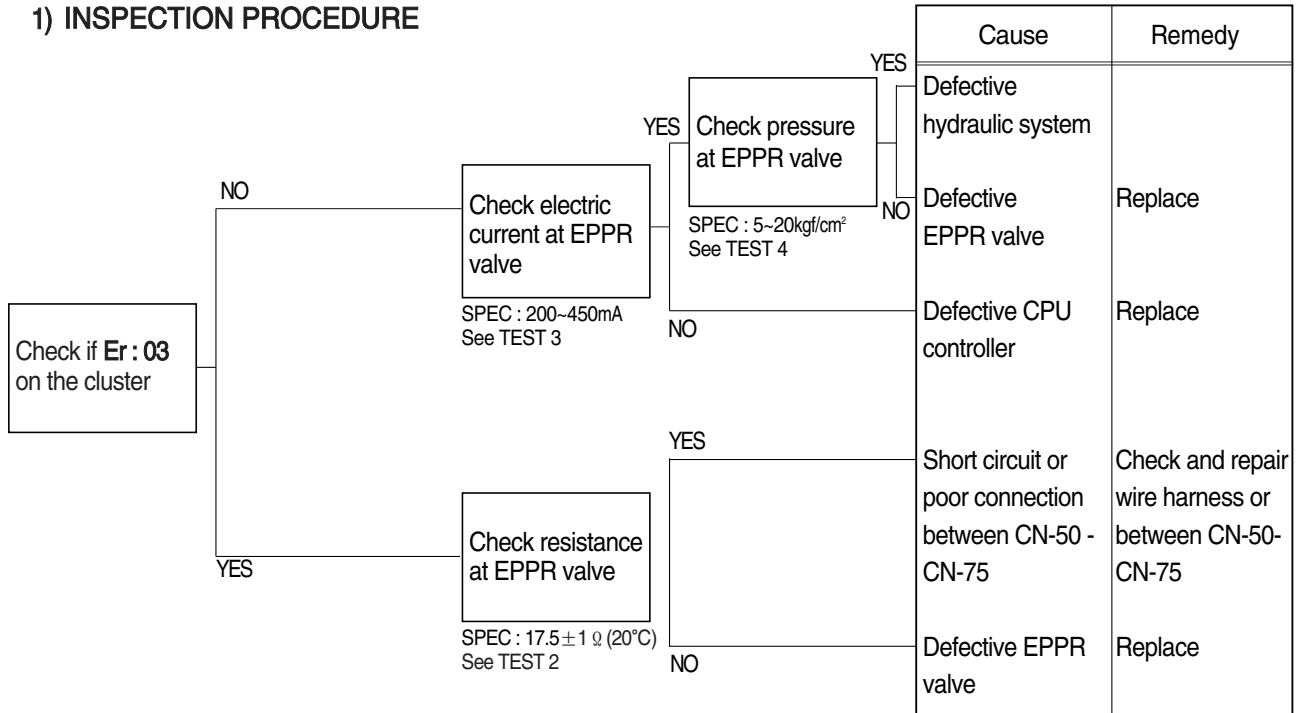 1) INSPECTION PROCEDURE
Cause
Remedy
YES
Defective
hydraulic system
YES
Check pressure
at EPPR valve
NO
Check electric
current at EPPR
valve
NO
Defective
EPPR valve
Replace
SPEC : 5~20kgf/cm²
See TEST 4
SPEC : 200~450mA
See TEST 3
NO
Defective CPU
controller
Replace
Check if Er : 03
on the cluster
YES
Short circuit or
poor connection
between CN-50 -
CN-75
Check and repair
wire harness or
between CN-50-
CN-75
YES
Check resistance
at EPPR valve
SPEC : 17.5±1 Ω (20°C)
See TEST 2
NO
Defective EPPR
valve
Replace